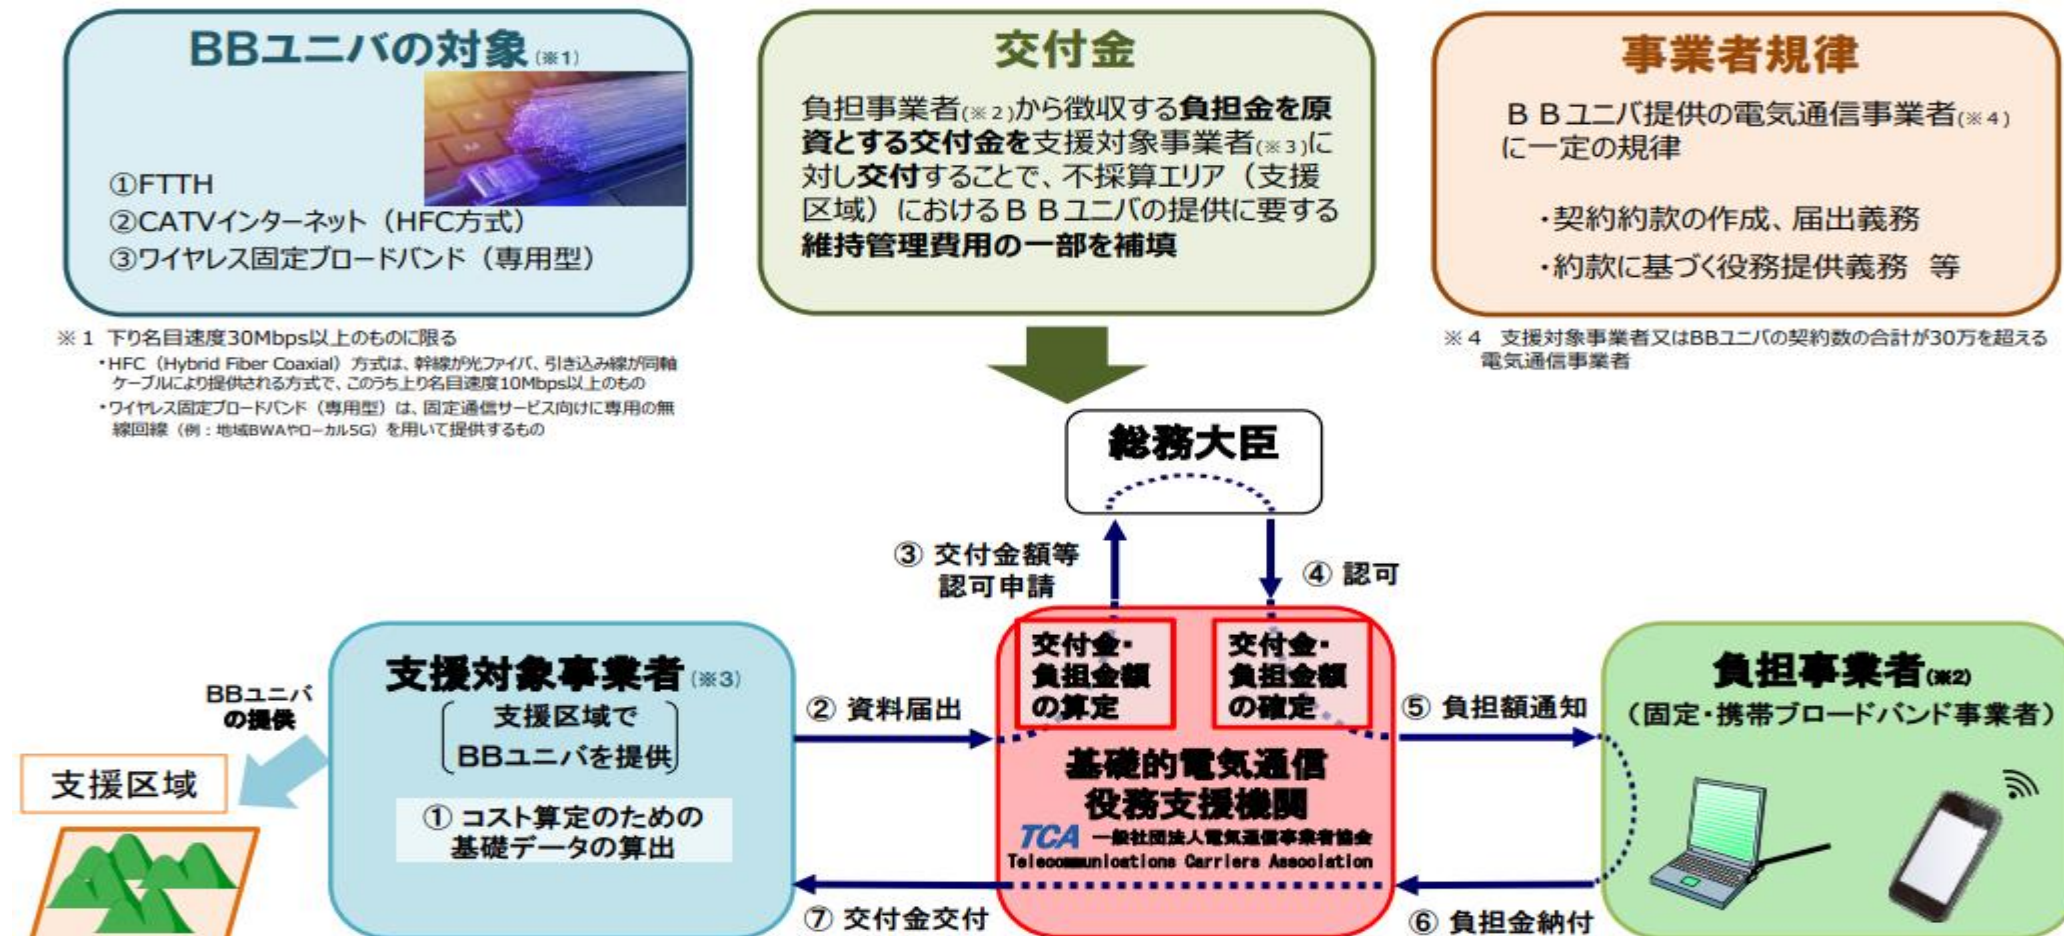 BBユニバの対象(※1)
①FTTH
②CATVインターネット（HFC方式）
③ワイヤレス固定ブロードバンド（専用型）
※1 下り名目速度30Mbps以上のものに限る
・HFC（Hybrid Fiber Coaxial）方式は、幹線が光ファイバ、引き込み線が同軸
ケーブルにより提供される方式で、このうち上り名目速度10Mbps以上のもの
・ワイヤレス固定ブロードバンド（専用型）は、固定通信サービス向けに専用の無
線回線（例：地域BWAやローカル5G）を用いて提供するもの
交付金
負担事業者(※2)から徴収する負担金を原
資とする交付金を支援対象事業者(※3)に
対し交付することで、不採算エリア（支援
区域）におけるＢＢユニバの提供に要する
維持管理費用の一部を補填
事業者規律
ＢＢユニバ提供の電気通信事業者(※4)
に一定の規律
・契約約款の作成、届出義務
・約款に基づく役務提供義務 等
※4 支援対象事業者又はBBユニバの契約数の合計が30万を超える
電気通信事業者
総務大臣
③ 交付金額等
認可申請
④ 認可
BBユニバ
の提供
支援区域
支援対象事業者(※3)
支援区域で
BBユニバを提供
① コスト算定のための
基礎データの算出
② 資料届出
交付金・
負担金額
の算定
交付金・
負担金額
の確定
基礎的電気通信
役務支援機関
TCA 一般社団法人電気通信事業者協会
Telecommunications Carriers Association
⑤ 負担額通知
負担事業者(※2)
（固定・携帯ブロードバンド事業者）
⑦ 交付金交付
⑥ 負担金納付